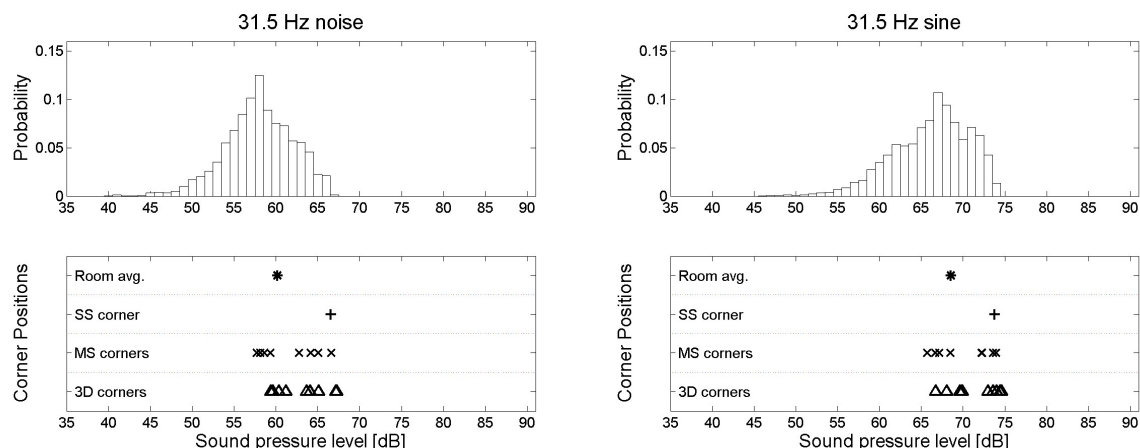 31.5 Hz noise
Probability
0.15
0.1
0.05
0
35 40 45 50 55 60 65 70 75 80 85 90
Corner Positions
Room avg.
SS corner
MS corners
3D corners
35 40 45 50 55 60 65 70 75 80 85 90
Sound pressure level [dB]
31.5 Hz sine
Probability
0.15
0.1
0.05
0
35 40 45 50 55 60 65 70 75 80 85 90
Corner Positions
Room avg.
SS corner
MS corners
3D corners
35 40 45 50 55 60 65 70 75 80 85 90
Sound pressure level [dB]